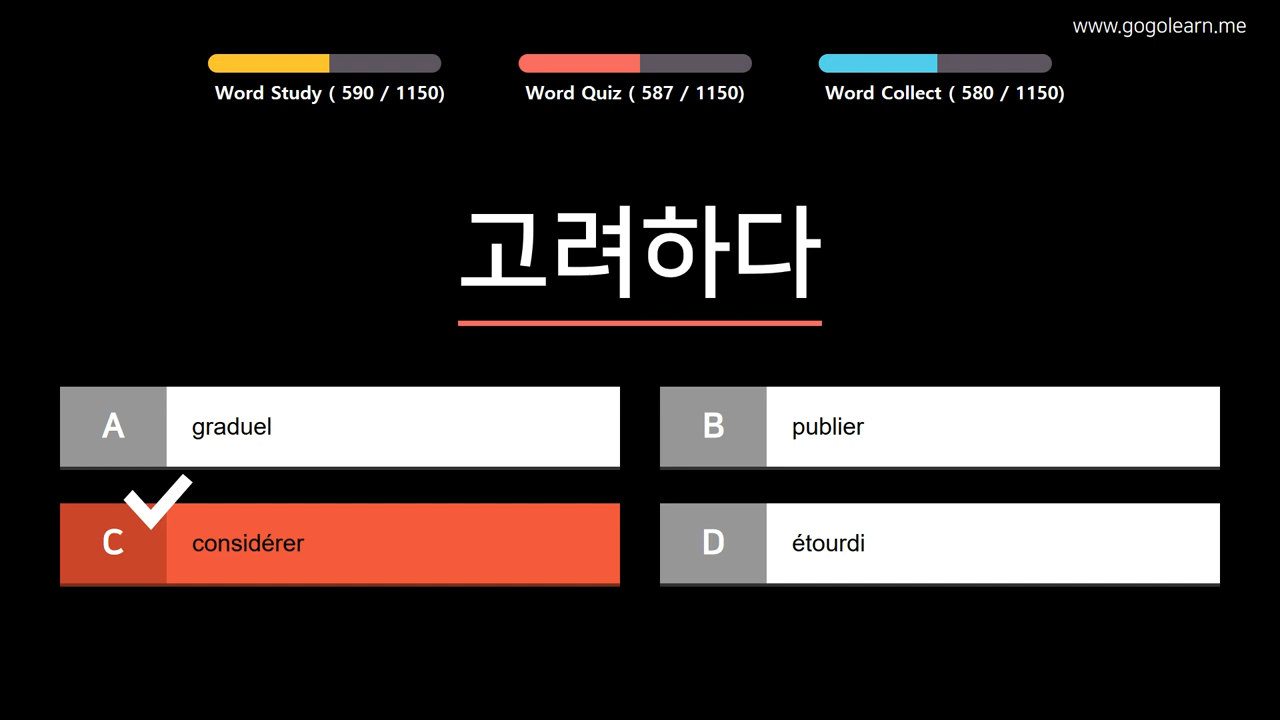 www.gogolearn.me
Word Study ( 590 / 1150)
Word Quiz ( 587 / 1150)
Word Collect ( 580 / 1150)
고려하다
A graduel
B publier
C considérer
D étourdi